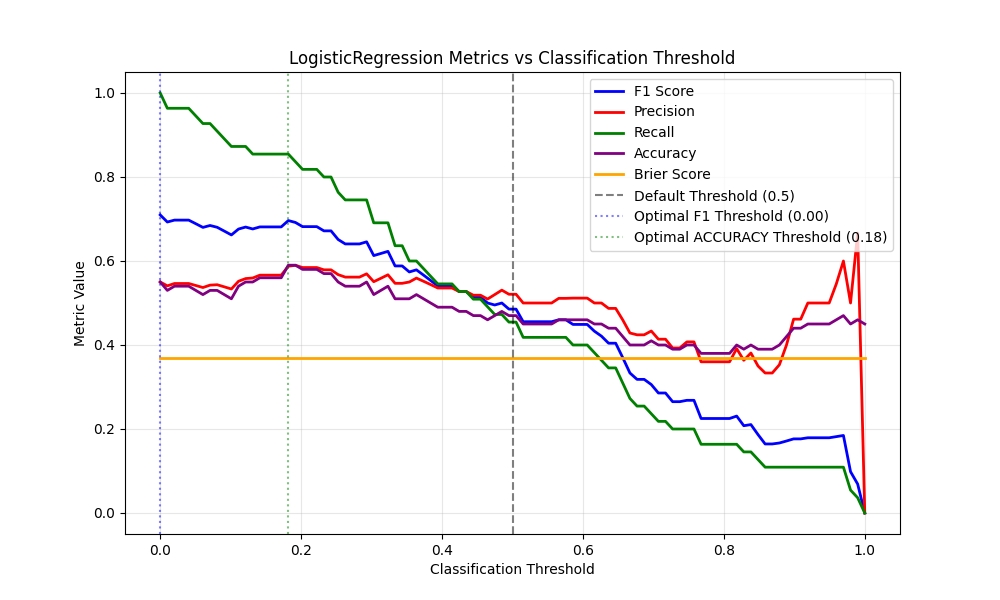 LogisticRegression Metrics vs Classification Threshold
Metric Value
1.0
0.8
0.6
0.4
0.2
0.0
F1 Score
Precision
Recall
Accuracy
Brier Score
Default Threshold (0.5)
Optimal F1 Threshold (0.00)
Optimal ACCURACY Threshold (0.18)
0.0 0.2 0.4 0.6 0.8 1.0
Classification Threshold